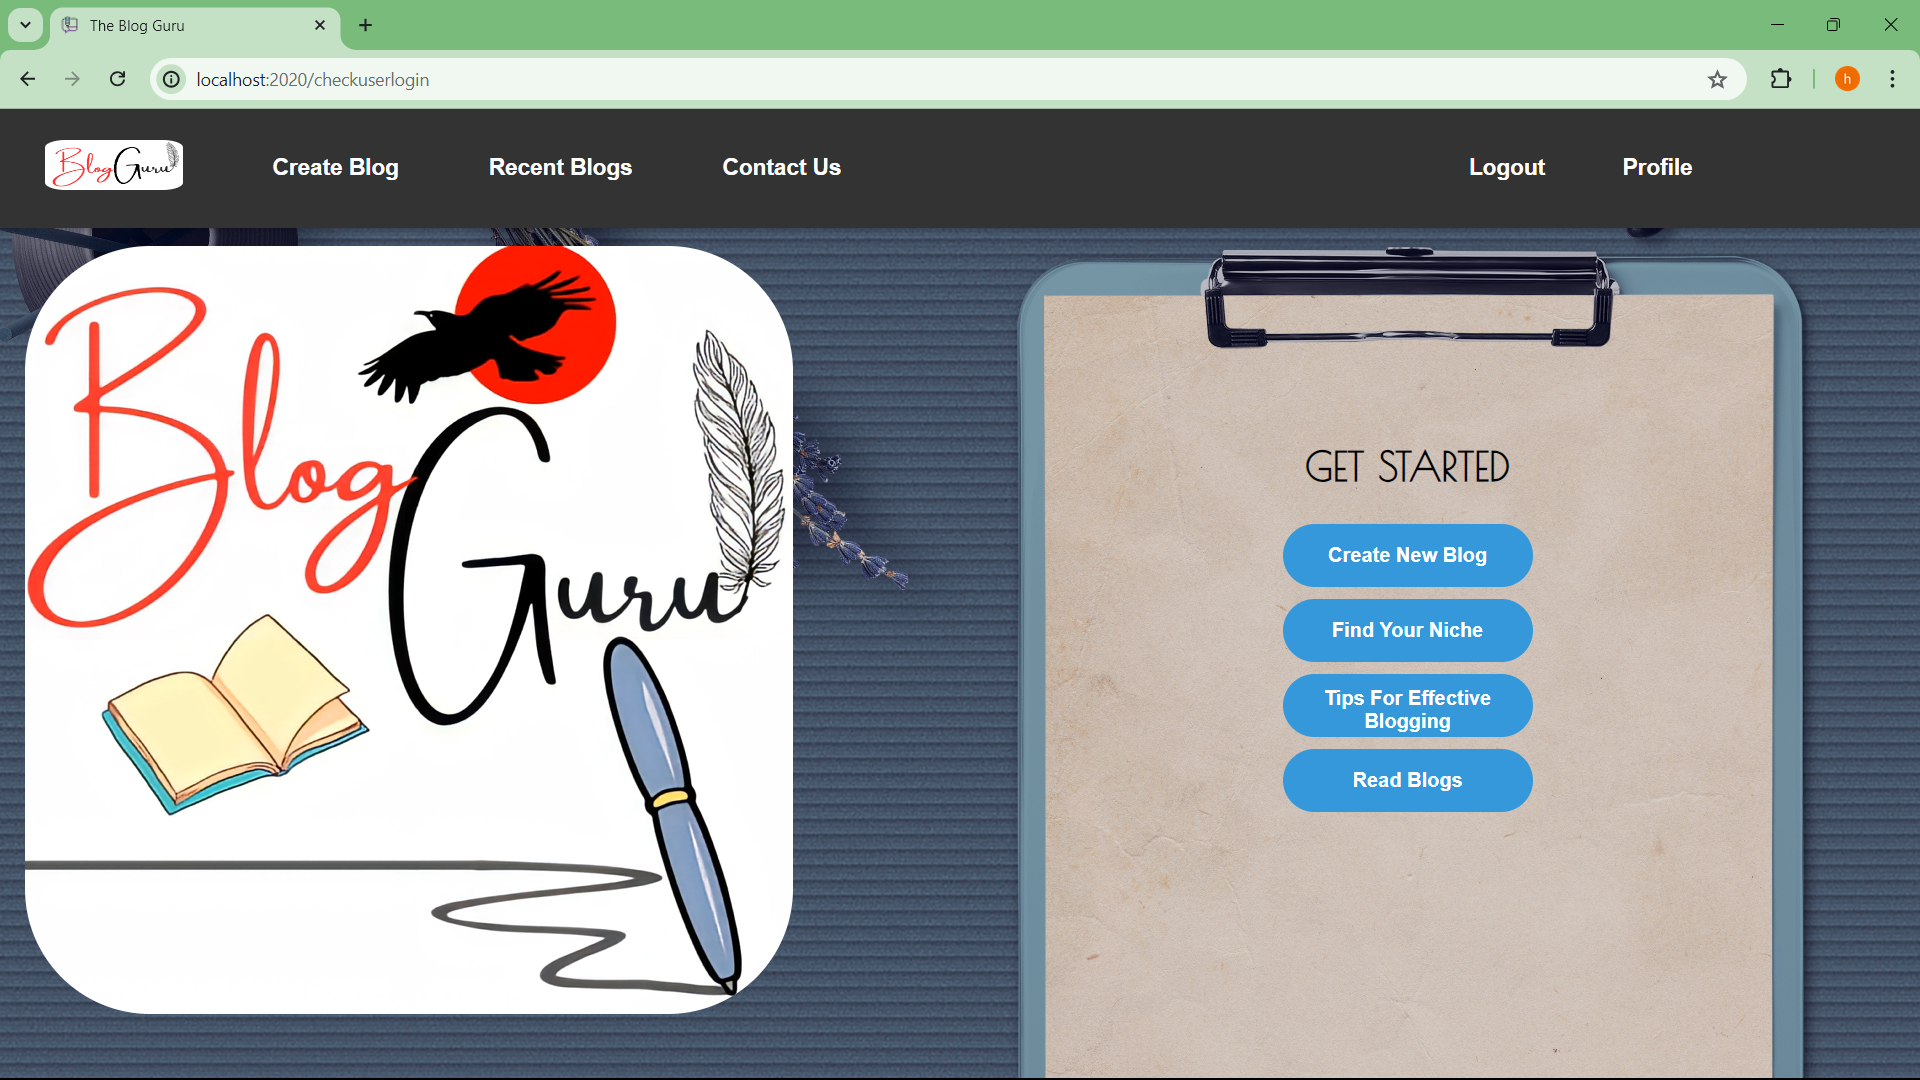 The Blog Guru
localhost:2020/checkuserlogin
h
Blog Guru
Create Blog
Recent Blogs
Contact Us
Logout
Profile
Blog
Guru
GET STARTED
Create New Blog
Find Your Niche
Tips For Effective
Blogging
Read Blogs